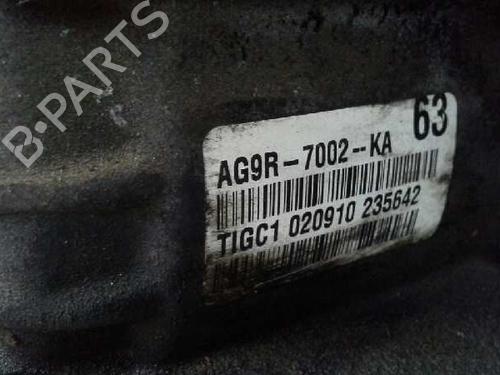 B-PARTS
63
AG9R-7002--KA
TIGC1 020910 235642